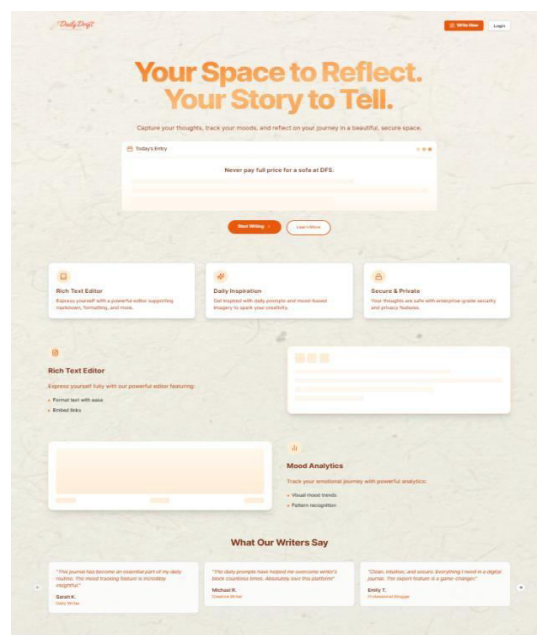 Daily Draft
Write Now
Login
Your Space to Reflect.
Your Story to Tell.
Capture your thoughts, track your moods, and reflect on your journey in a beautiful, secure space.
Today's Entry
Never pay full price for a sofa at DFS.
Start Writing
Learn More
Rich Text Editor
Express yourself with a powerful editor supporting
markdown, formatting, and more.
Daily Inspiration
Get inspired with daily prompts and mood-based
imagery to spark your creativity.
Secure & Private
Your thoughts are safe with enterprise-grade security
and privacy features.
Rich Text Editor
Express yourself fully with our powerful editor featuring:
Format text with ease
Embed links
Mood Analytics
Track your emotional journey with powerful analytics:
Visual mood trends
Pattern recognition
What Our Writers Say
"This journal has become an essential part of my daily
routine. The mood tracking feature is incredibly
insightful!"
Sarah K.
Daily Writer
"The daily prompts have helped me overcome writer's
block countless times. Absolutely love this platform!"
Michael R.
Creative Writer
"Clean, intuitive, and secure. Everything I need in a digital
journal. The export feature is a game-changer."
Emily T.
Professional Blogger